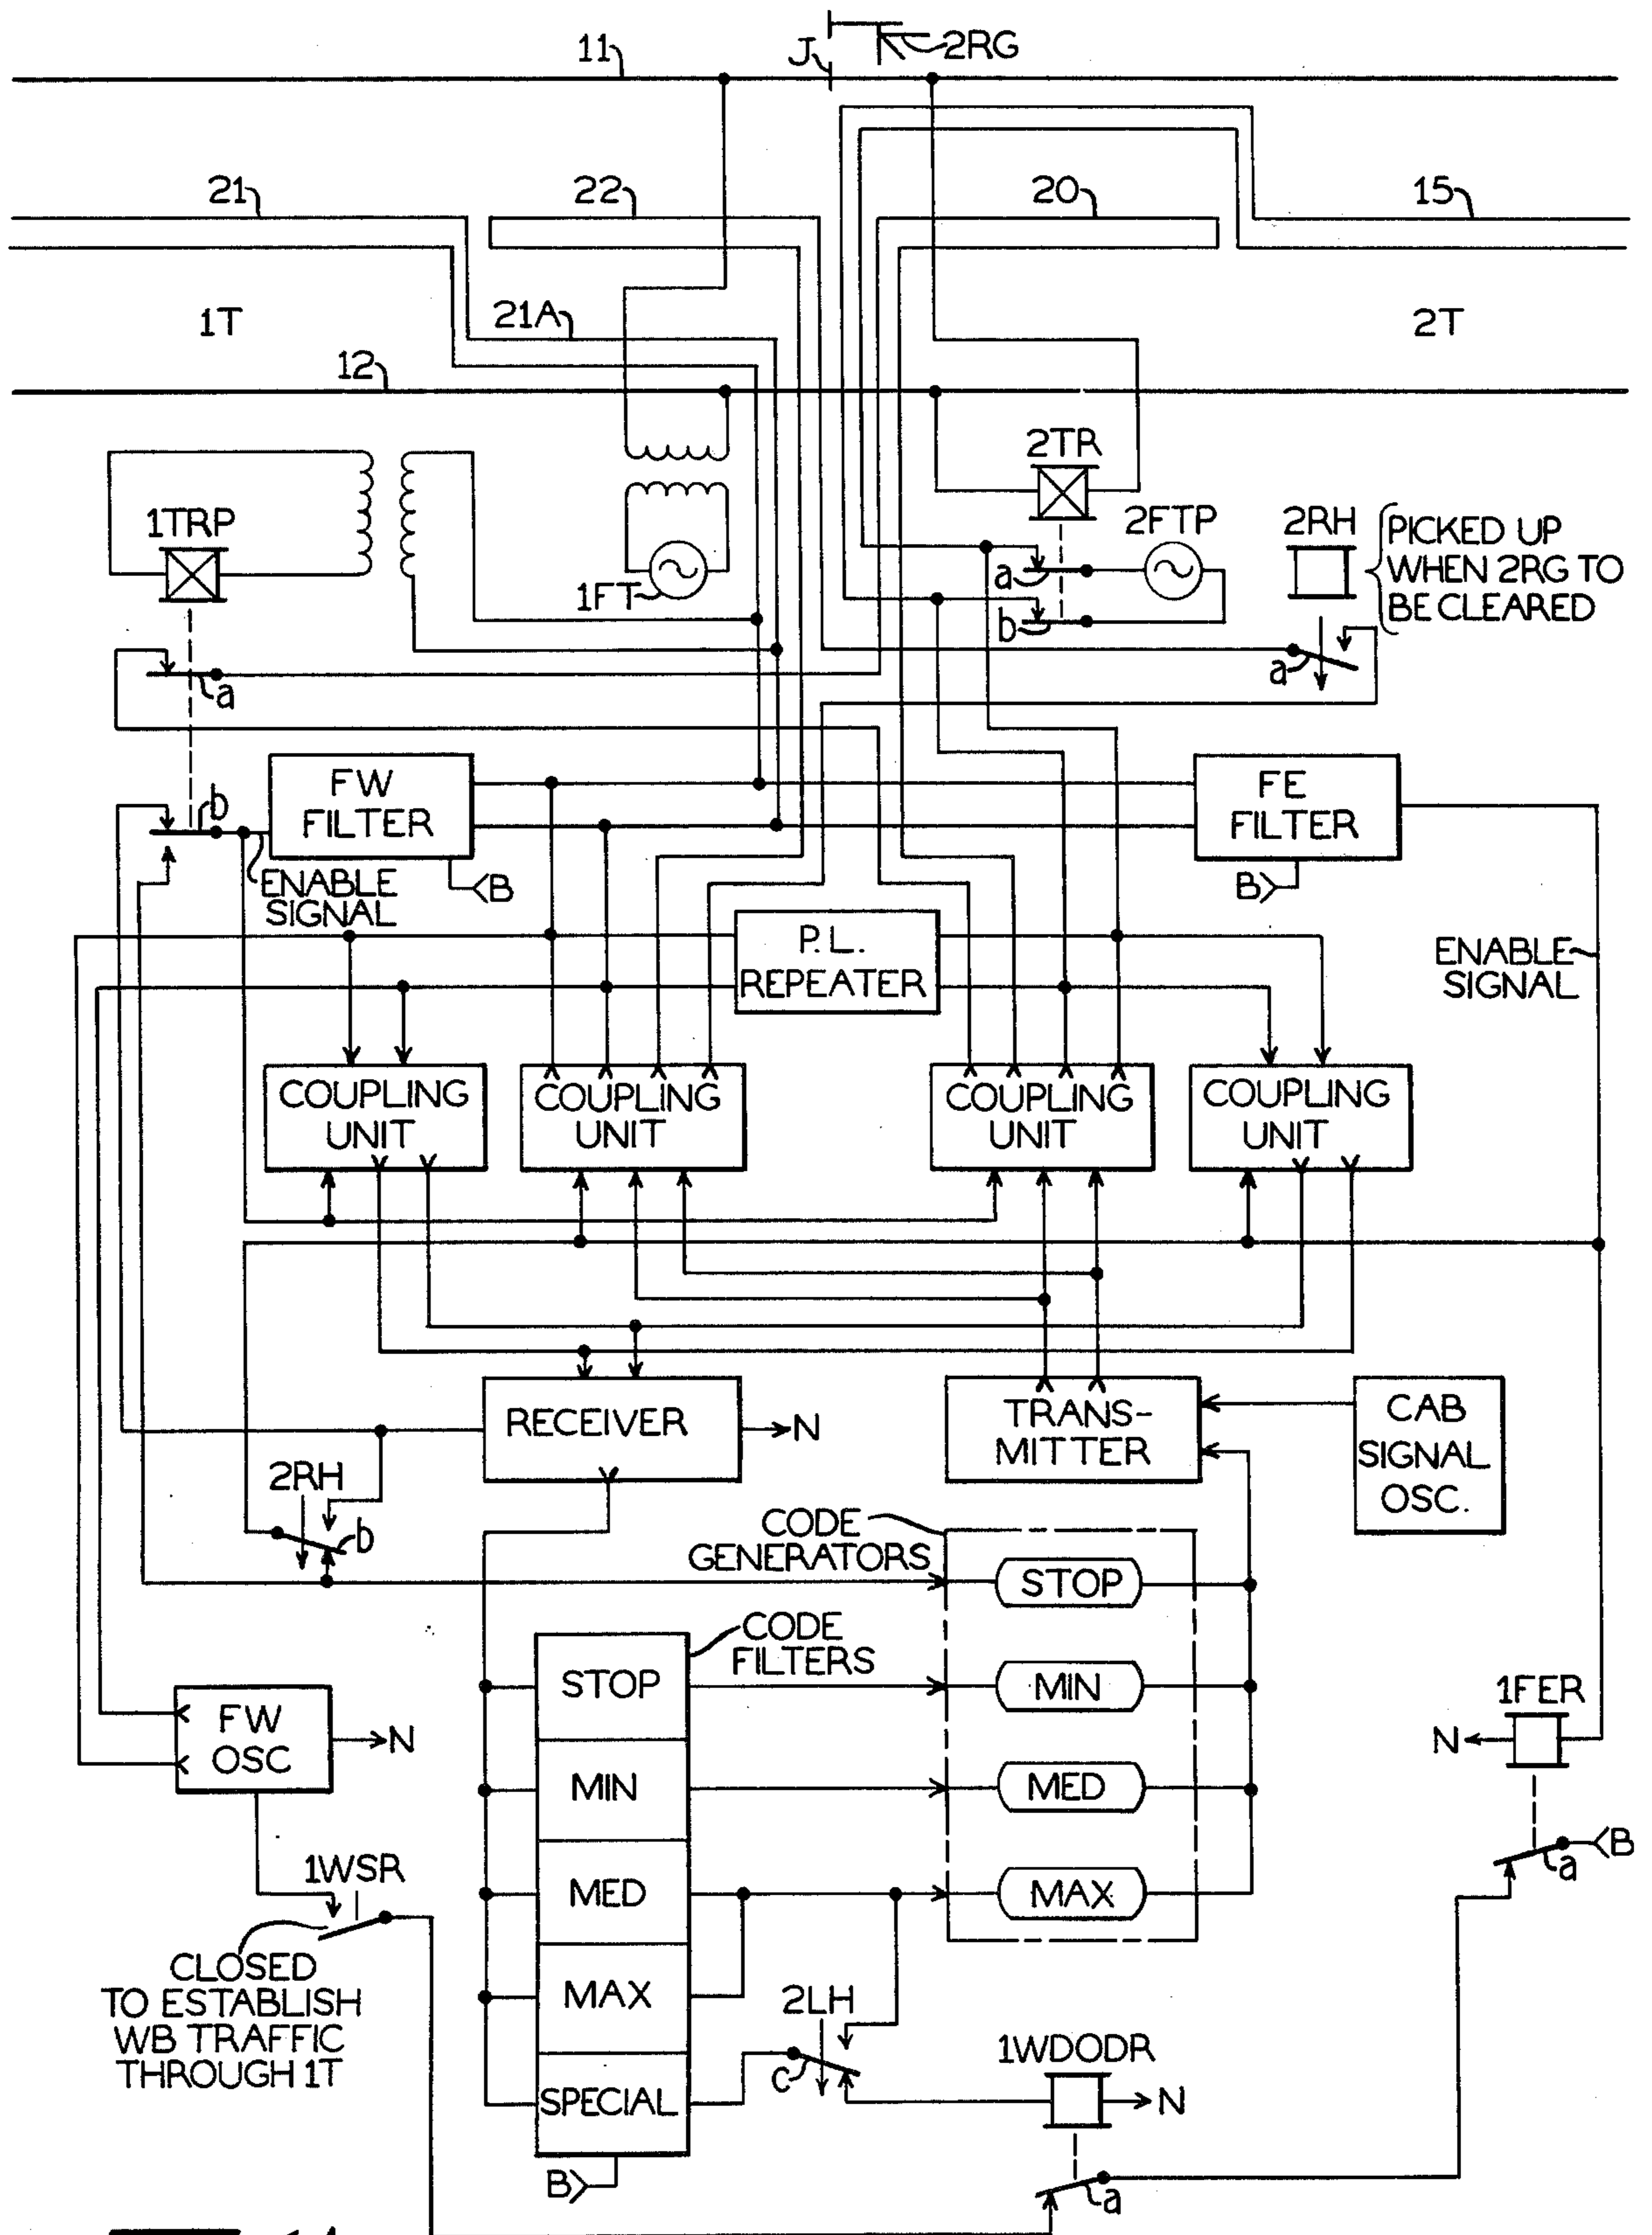 11
J
2RG
21
22
20
15
1T
21A
2T
12
2TR
1TRP
2FTP
2RH
PICKED UP
WHEN 2RG TO
BE CLEARED
1FT
a
b
a
a
FW
FILTER
FE
FILTER
b
ENABLE
SIGNAL
B
B
P.L.
REPEATER
ENABLE
SIGNAL
COUPLING
UNIT
COUPLING
UNIT
COUPLING
UNIT
COUPLING
UNIT
RECEIVER
N
TRANS-
MITTER
CAB
SIGNAL
OSC.
2RH
b
CODE
GENERATORS
STOP
CODE
FILTERS
STOP
MIN
1FER
FW
OSC
N
N
MIN
MED
B
a
1WSR
MED
MAX
CLOSED
TO ESTABLISH
WB TRAFFIC
THROUGH 1T
MAX
2LH
c
1WDODR
SPECIAL
N
B
a